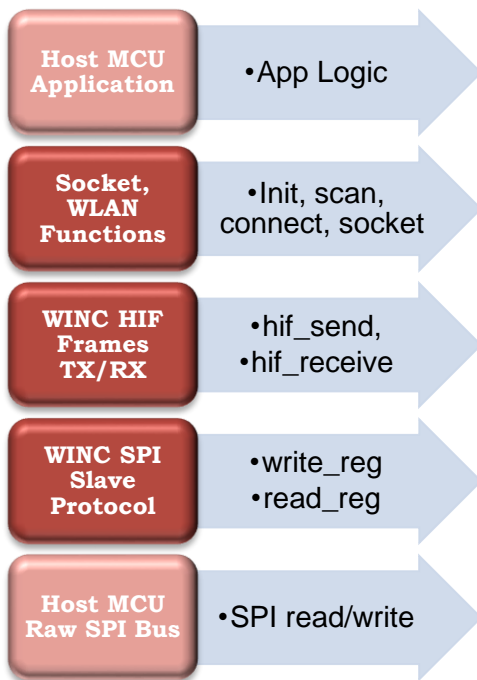 Host MCU
Application
•App Logic
Socket,
WLAN
Functions
•Init, scan,
connect, socket
WINC HIF
Frames
TX/RX
•hif_send,
•hif_receive
WINC SPI
Slave
Protocol
•write_reg
•read_reg
Host MCU
Raw SPI Bus
•SPI read/write